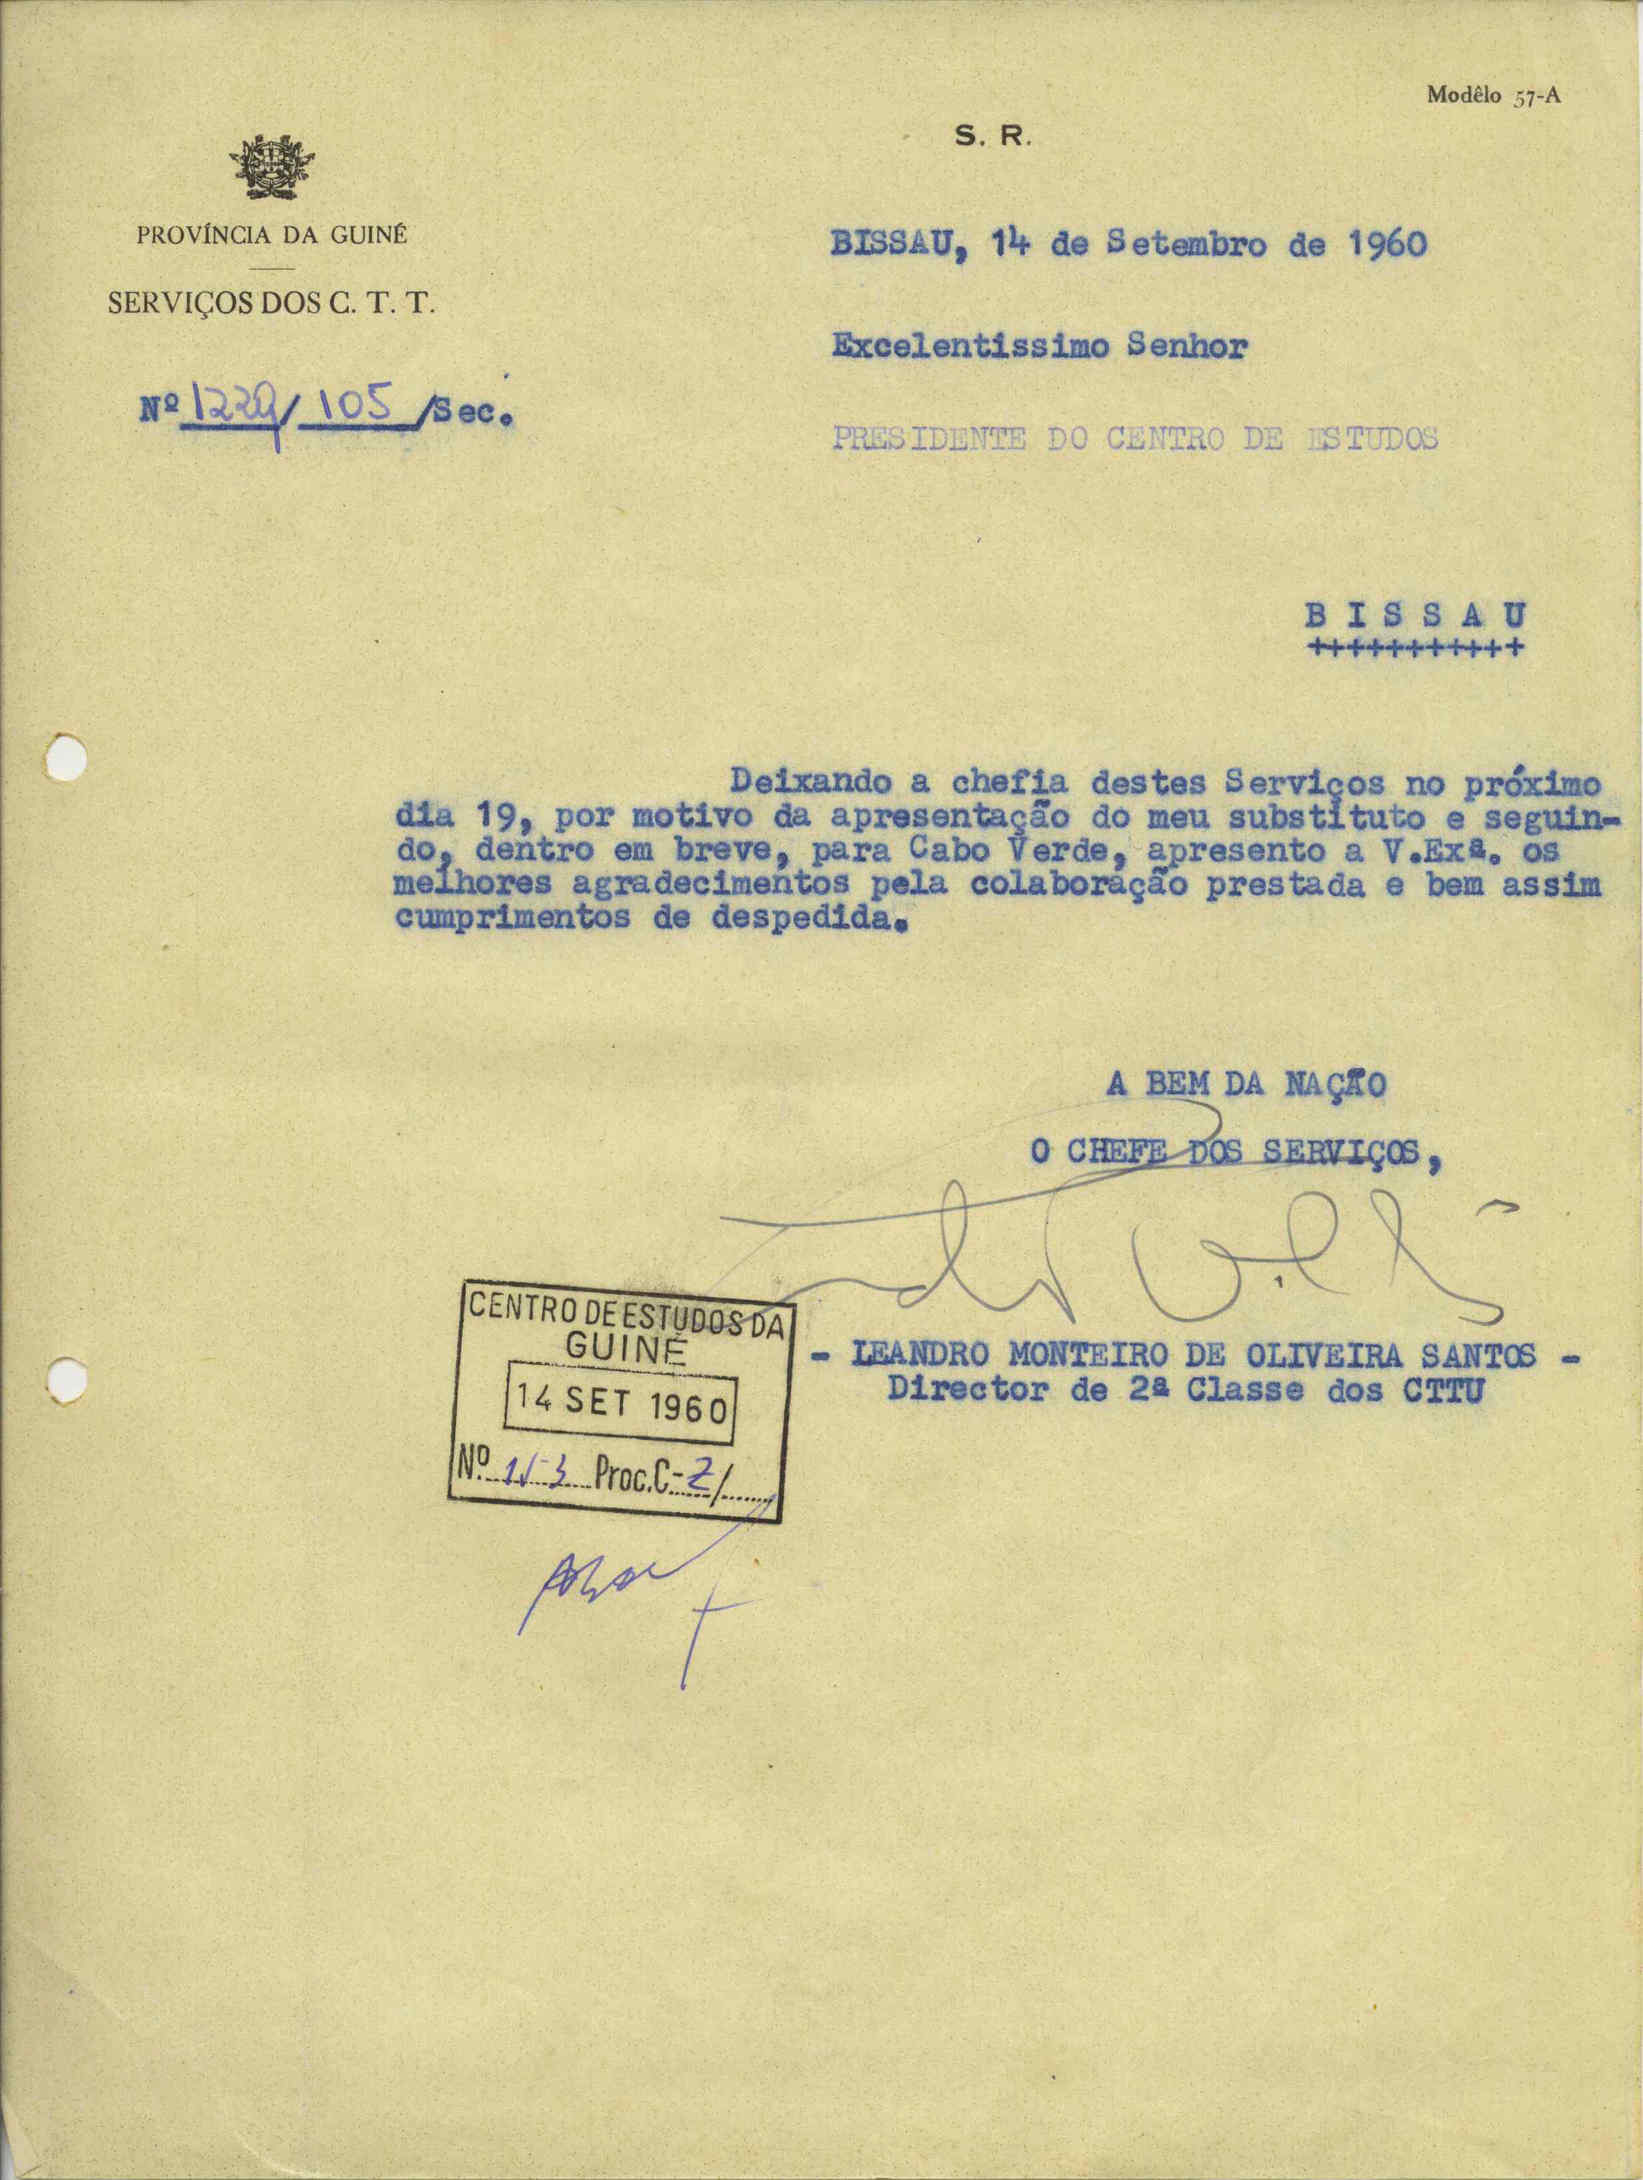 Modêlo 57-A
S. R.
PROVÍNCIA DA GUINÉ
SERVIÇOS DOS C. T. T.
Nº 1229/ 105 /Sec.
BISSAU, 14 de Setembro de 1960
Excelentissimo Senhor
PRESIDENTE DO CENTRO DE ESTUDOS
B I S S A U
+++++++++++
Deixando a chefia destes Serviços no próximo
dia 19, por motivo da apresentação do meu substituto e seguin-
do, dentro em breve, para Cabo Verde, apresento a V.Exª. os
melhores agradecimentos pela colaboração prestada e bem assim
cumprimentos de despedida.
A BEM DA NAÇÃO
O CHEFE DOS SERVIÇOS,
- LEANDRO MONTEIRO DE OLIVEIRA SANTOS -
Director de 2ª Classe dos CTTU
CENTRO DE ESTUDOS DA
GUINÉ
14 SET 1960
Nº Proc.C-Z/